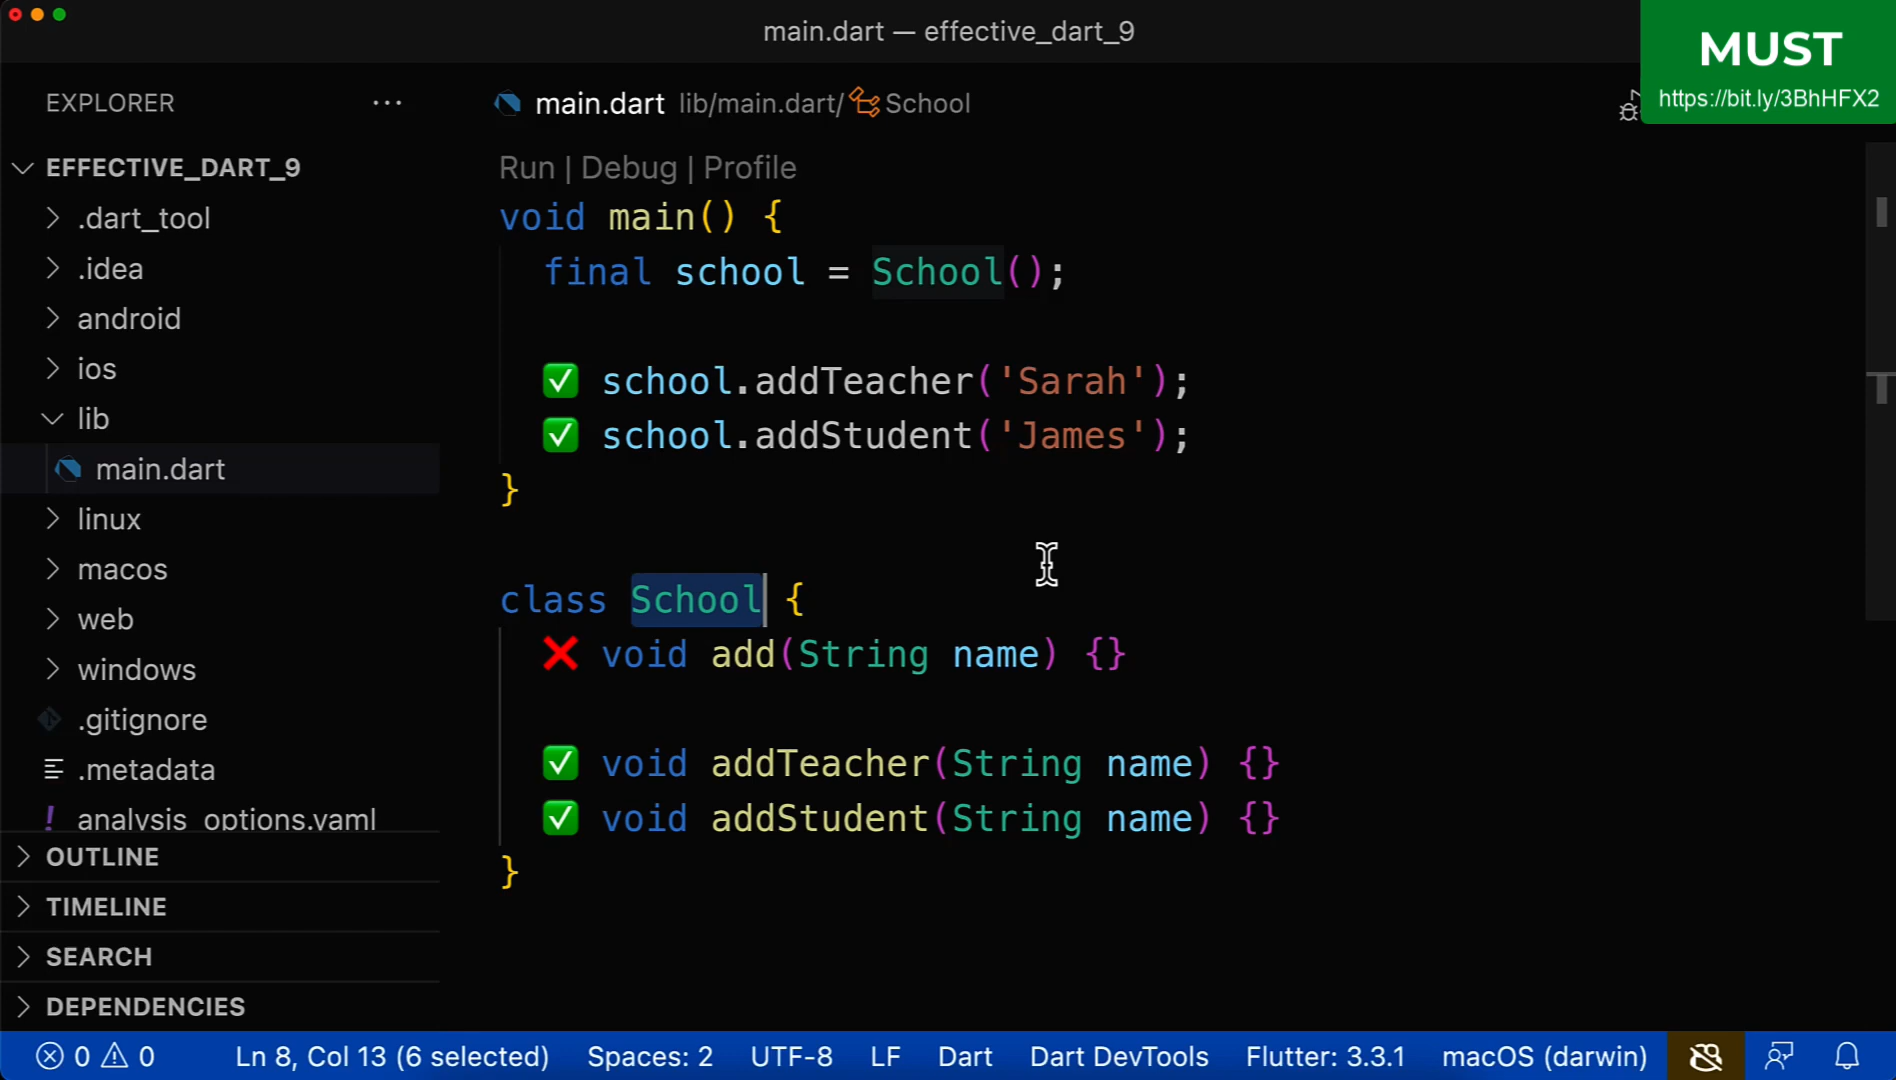 main.dart — effective_dart_9
MUST
https://bit.ly/3BhHFX2
EXPLORER ···
main.dart lib/main.dart/ School
EFFECTIVE_DART_9
.dart_tool
.idea
android
ios
lib
main.dart
linux
macos
web
windows
.gitignore
.metadata
! analysis_options.yaml
OUTLINE
TIMELINE
SEARCH
DEPENDENCIES
Run | Debug | Profile
void main() {
final school = School();
✅ school.addTeacher('Sarah');
✅ school.addStudent('James');
}
class School {
❌ void add(String name) {}
✅ void addTeacher(String name) {}
✅ void addStudent(String name) {}
}
0 0 Ln 8, Col 13 (6 selected) Spaces: 2 UTF-8 LF Dart Dart DevTools Flutter: 3.3.1 macOS (darwin)